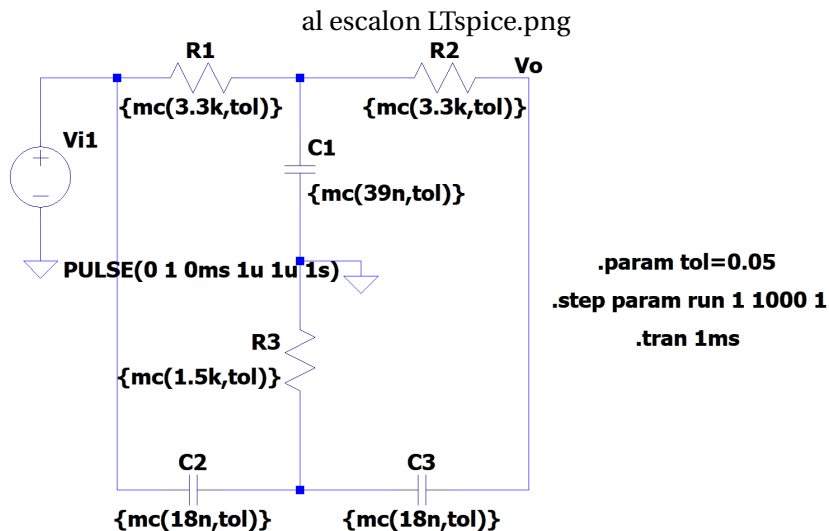 al escalon LTspice.png
R1
R2
Vo
{mc(3.3k,tol)}
{mc(3.3k,tol)}
Vi1
C1
{mc(39n,tol)}
PULSE(0 1 0ms 1u 1u 1s)
.param tol=0.05
.step param run 1 1000 1
.tran 1ms
R3
{mc(1.5k,tol)}
C2
C3
{mc(18n,tol)}
{mc(18n,tol)}